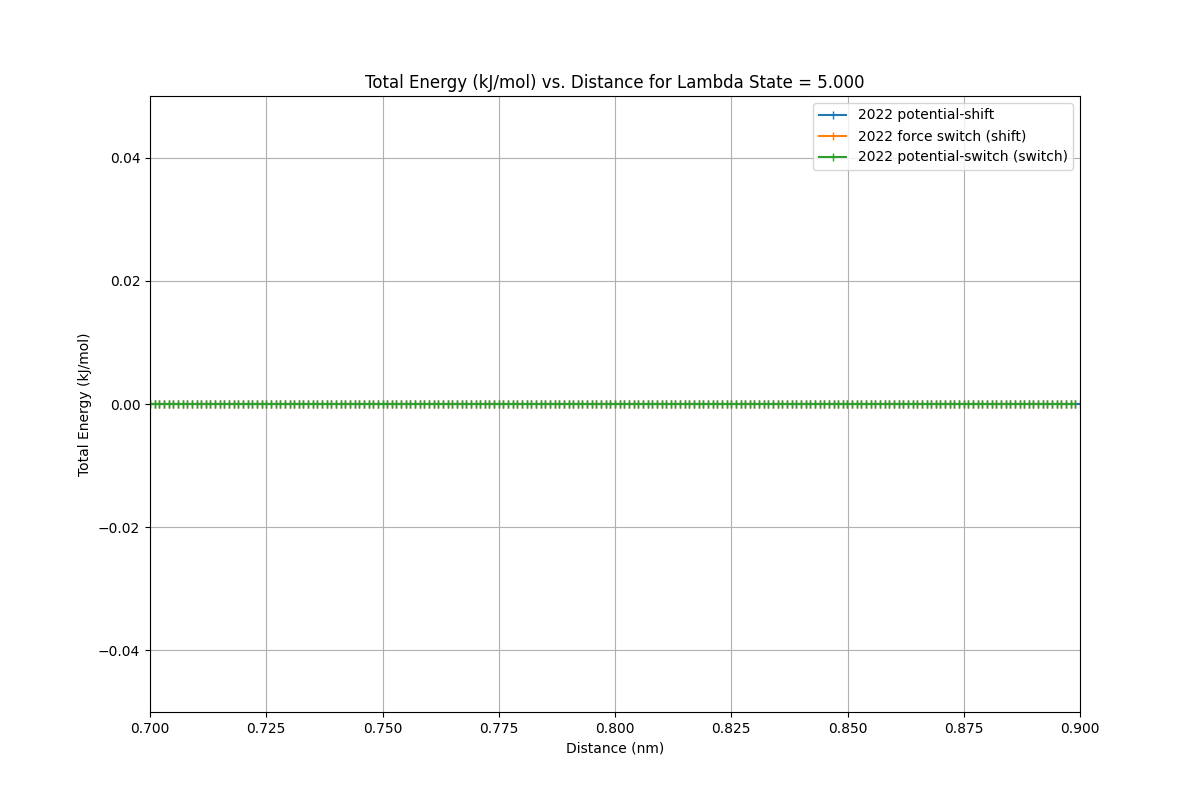 Total Energy (kJ/mol) vs. Distance for Lambda State = 5.000
2022 potential-shift
2022 force switch (shift)
2022 potential-switch (switch)
0.04
0.02
0.00
−0.02
−0.04
Total Energy (kJ/mol)
0.700 0.725 0.750 0.775 0.800 0.825 0.850 0.875 0.900
Distance (nm)